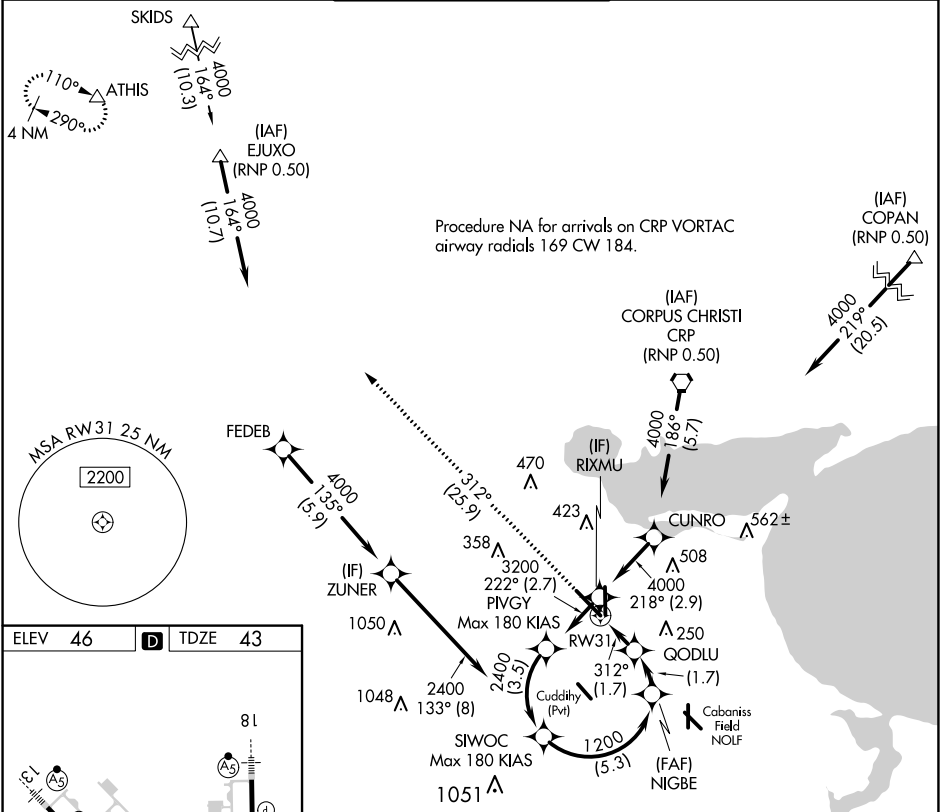 SKIDS
4000
164°
(10.3)
110°
ATHIS
290°
4 NM
(IAF)
EJUXO
(RNP 0.50)
4000
164°
(10.7)
Procedure NA for arrivals on CRP VORTAC
airway radials 169 CW 184.
(IAF)
COPAN
(RNP 0.50)
4000
219°
(20.5)
(IAF)
CORPUS CHRISTI
CRP
(RNP 0.50)
4000
186°
(5.7)
MSA RW31 25 NM
2200
FEDEB
4000
135°
(5.9)
312°
(25.9)
(IF)
RIXMU
470
423
CUNRO
562±
358
508
(IF)
ZUNER
3200
222° (2.7)
4000
218° (2.9)
PIVGY
Max 180 KIAS
1050
RW31
250
QODLU
312°
(1.7)
(1.7)
2400
(3.5)
2400
133° (8)
1048
Cuddihy
(Pvt)
Cabaniss
Field
NOLF
SIWOC
Max 180 KIAS
1200
(5.3)
(FAF)
NIGBE
1051
ELEV 46
D
TDZE 43
18
A5
13
A5
P